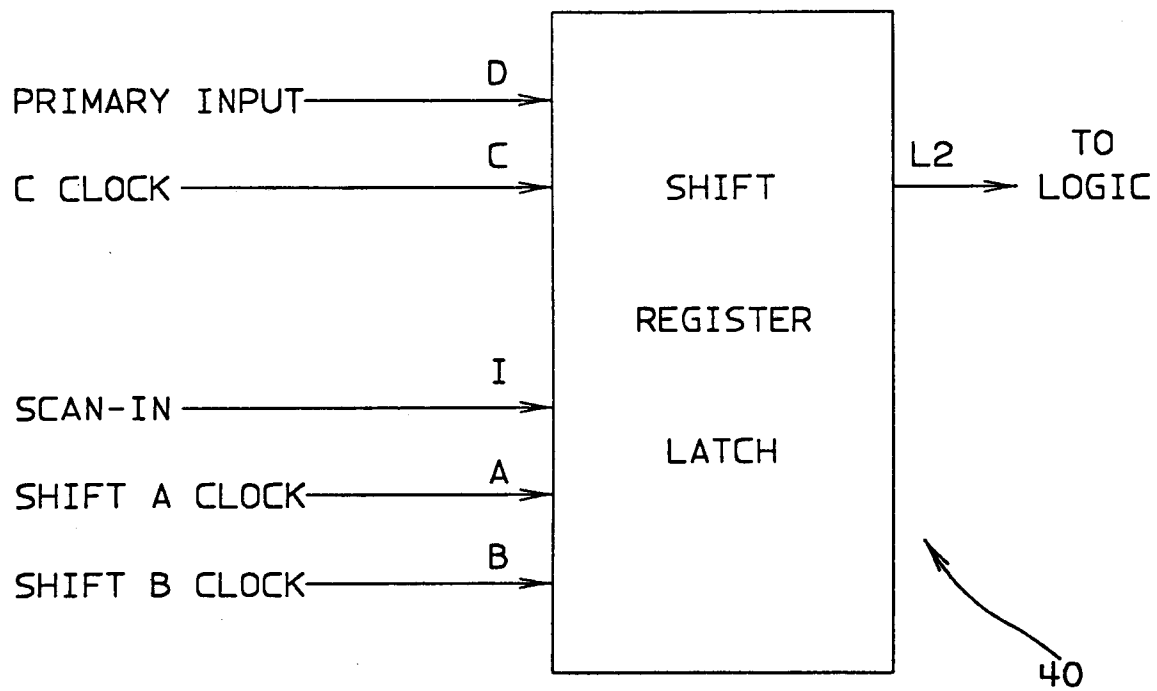 D
PRIMARY INPUT
C
C CLOCK
SHIFT
L2
TO
LOGIC
REGISTER
I
SCAN-IN
LATCH
A
SHIFT A CLOCK
B
SHIFT B CLOCK
40